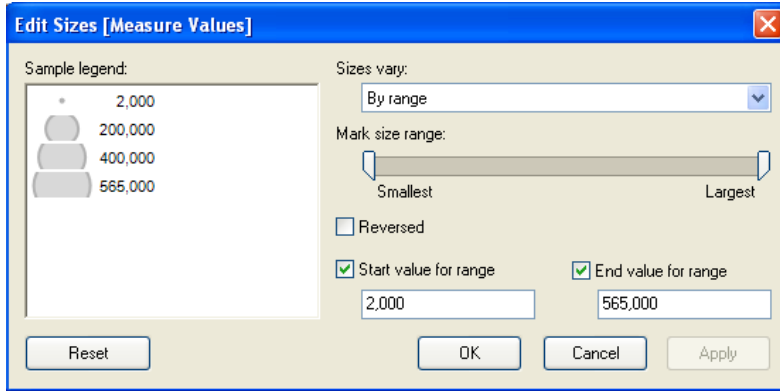 Edit Sizes [Measure Values]
Sample legend:
2,000
200,000
400,000
565,000
Sizes vary:
By range
Mark size range:
Smallest Largest
Reversed
Start value for range End value for range
2,000 565,000
Reset OK Cancel Apply